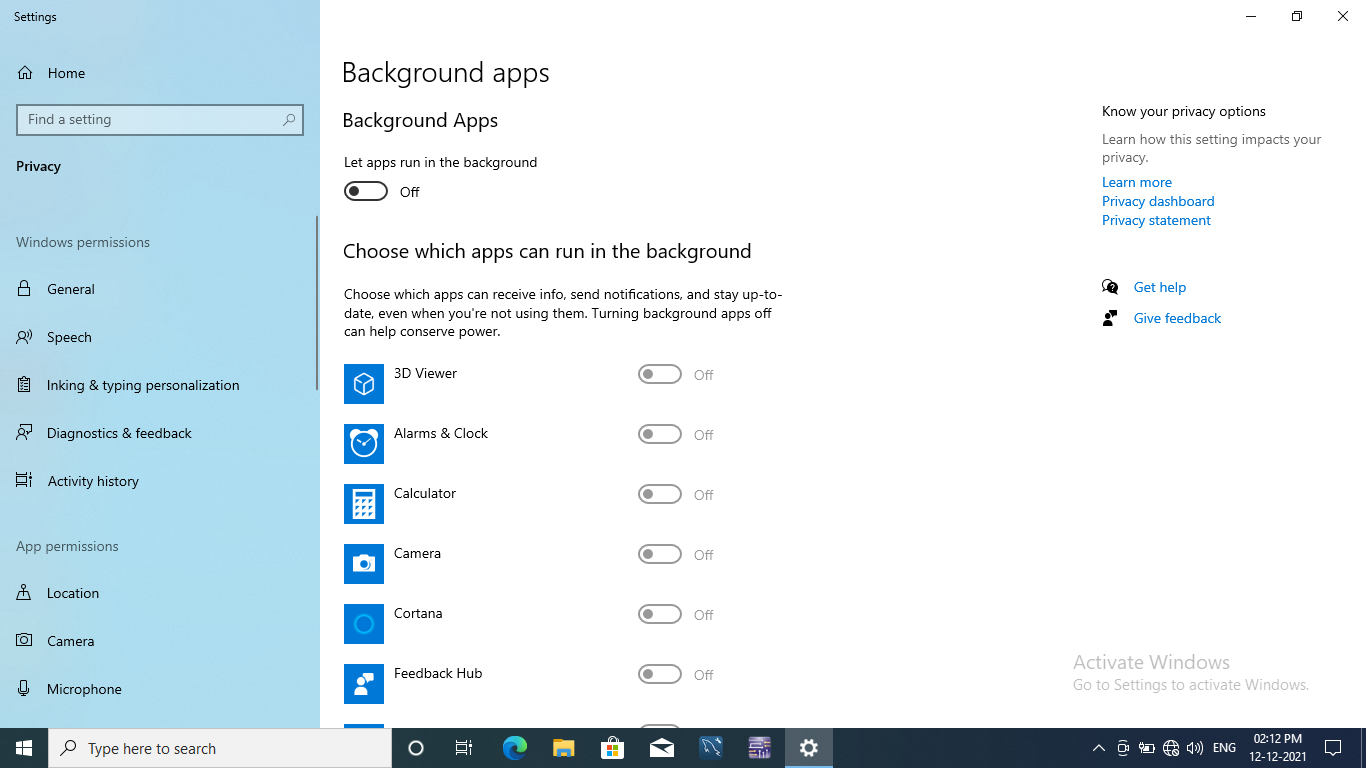 Settings
Home
Find a setting
Privacy
Windows permissions
General
Speech
Inking & typing personalization
Diagnostics & feedback
Activity history
App permissions
Location
Camera
Microphone
Background apps
Background Apps
Let apps run in the background
Off
Choose which apps can run in the background
Choose which apps can receive info, send notifications, and stay up-to-
date, even when you're not using them. Turning background apps off
can help conserve power.
3D Viewer Off
Alarms & Clock Off
Calculator Off
Camera Off
Cortana Off
Feedback Hub Off
Know your privacy options
Learn how this setting impacts your
privacy.
Learn more
Privacy dashboard
Privacy statement
Get help
Give feedback
Activate Windows
Go to Settings to activate Windows.
Type here to search
ENG
02:12 PM
12-12-2021